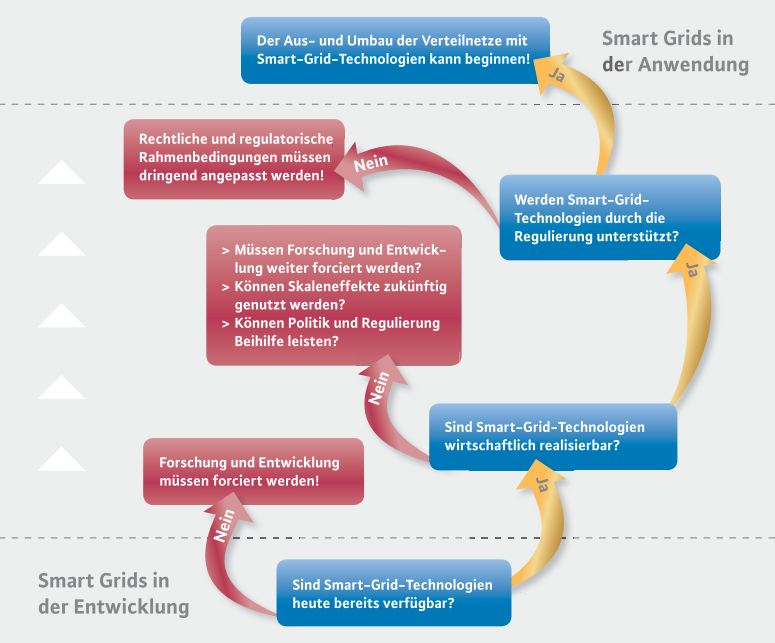 Der Aus- und Umbau der Verteilnetze mit
Smart-Grid-Technologien kann beginnen!
Smart Grids in
der Anwendung
Ja
Rechtliche und regulatorische
Rahmenbedingungen müssen
dringend angepasst werden!
Nein
Werden Smart-Grid-
Technologien durch die
Regulierung unterstützt?
> Müssen Forschung und Entwick-
lung weiter forciert werden?
> Können Skaleneffekte zukünftig
genutzt werden?
> Können Politik und Regulierung
Beihilfe leisten?
Ja
Nein
Sind Smart-Grid-Technologien
wirtschaftlich realisierbar?
Forschung und Entwicklung
müssen forciert werden!
Ja
Nein
Smart Grids in
der Entwicklung
Sind Smart-Grid-Technologien
heute bereits verfügbar?